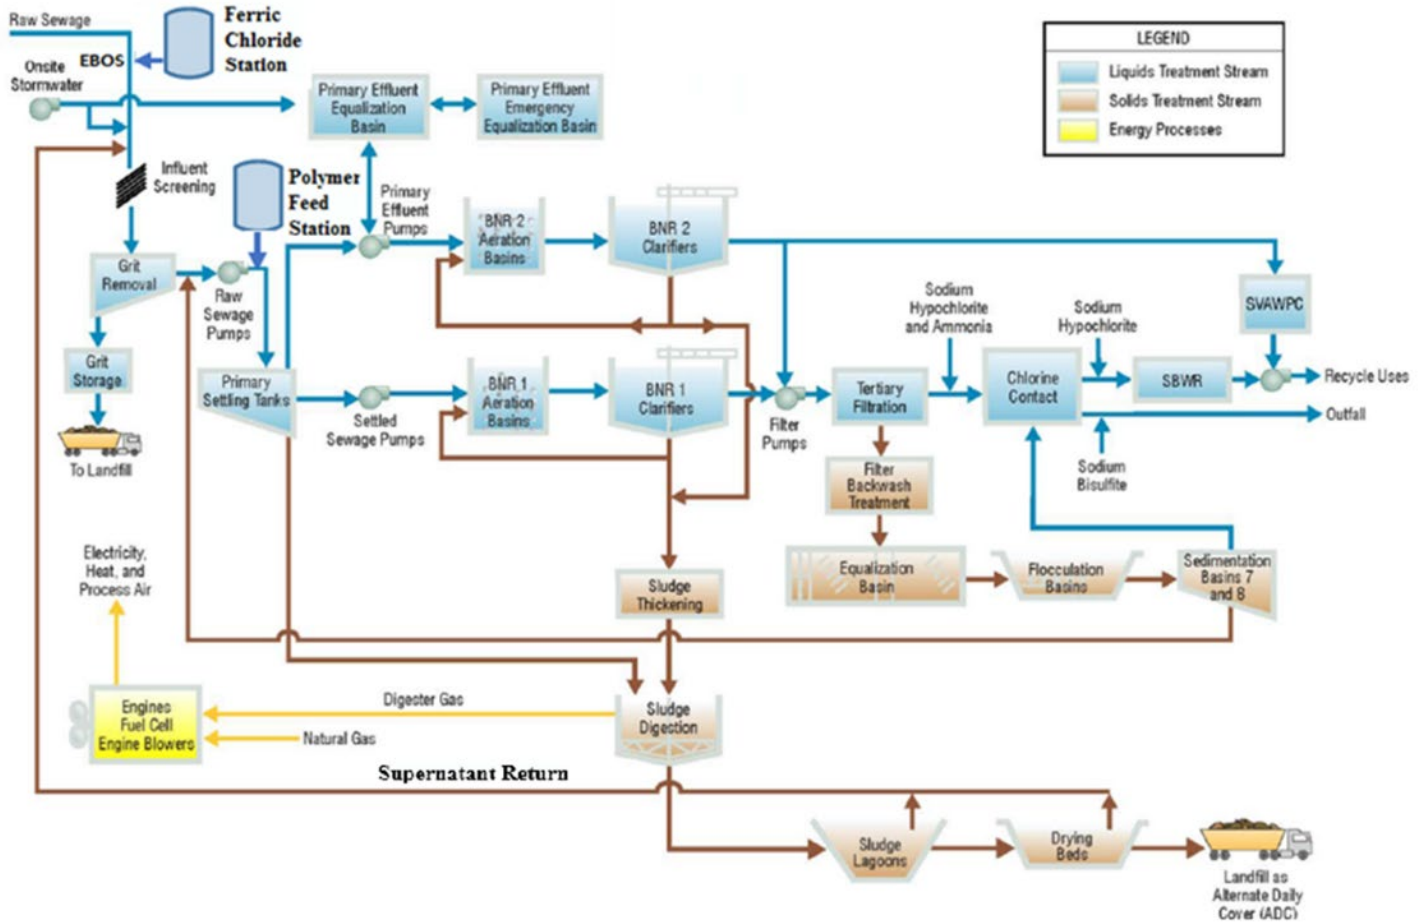 Raw Sewage
Ferric
Chloride
Station
EBOS
Onsite
Stormwater
Primary Effluent
Equalization
Basin
Primary Effluent
Emergency
Equalization Basin
LEGEND
Liquids Treatment Stream
Solids Treatment Stream
Energy Processes
Influent
Screening
Polymer
Feed
Station
Primary
Effluent
Pumps
BNR 2
Aeration
Basins
BNR 2
Clarifiers
Grit
Removal
Raw
Sewage
Pumps
Sodium
Hypochlorite
and Ammonia
Sodium
Hypochlorite
SVAWPC
Grit
Storage
Primary
Settling Tanks
Settled
Sewage Pumps
BNR 1
Aeration
Basins
BNR 1
Clarifiers
Filter
Pumps
Tertiary
Filtration
Chlorine
Contact
SBWR
Recycle Uses
Outfall
To Landfill
Sodium
Bisulfite
Filter
Backwash
Treatment
Equalization
Basin
Flocculation
Basins
Sedimentation
Basins 7
and 8
Electricity,
Heat, and
Process Air
Sludge
Thickening
Engines
Fuel Cell
Engine Blowers
Digester Gas
Natural Gas
Sludge
Digestion
Supernatant Return
Sludge
Lagoons
Drying
Beds
Landfill as
Alternate Daily
Cover (ADC)